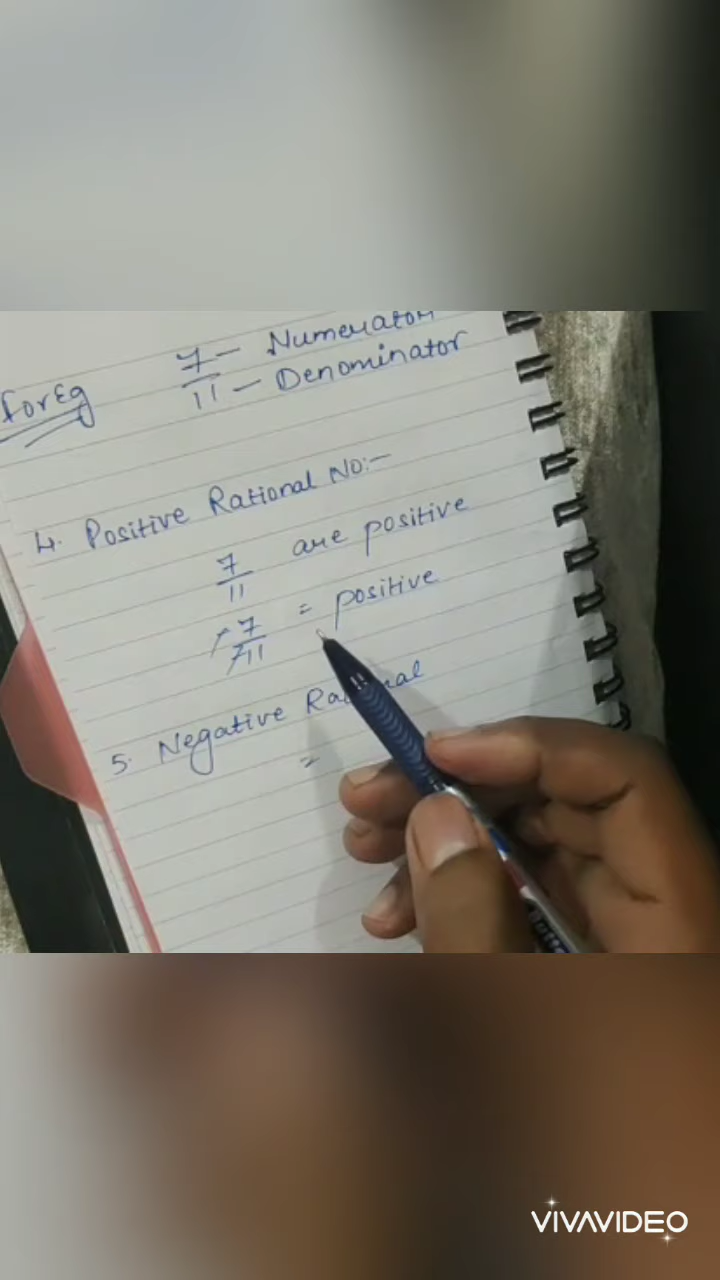 7 - Numerator
For Eg
11 - Denominator
4. Positive Rational No:-
7
11 are positive
-7
-11 = positive
5. Negative Rational
=
VIVAVIDEO